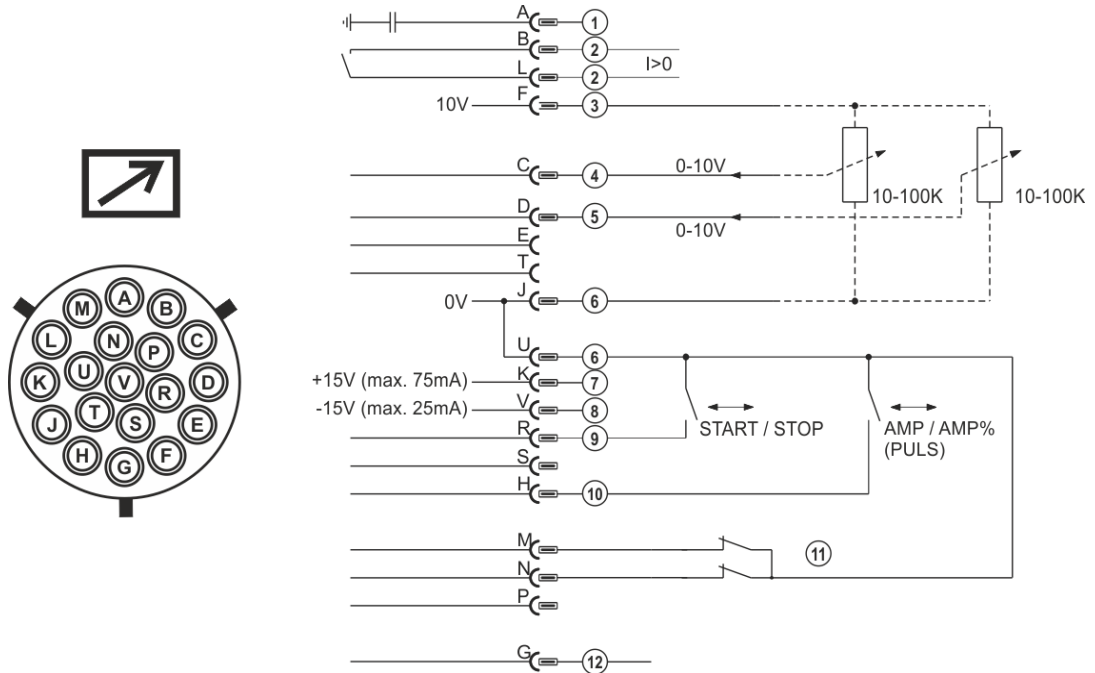 A 1
B 2
L 2 I>0
10V F 3
C 4 0-10V
10-100K 10-100K
D 5
0-10V
E
T
0V J 6
U 6
+15V (max. 75mA) K 7
-15V (max. 25mA) V 8
R 9 START / STOP AMP / AMP%
(PULS)
S
H 10
M 11
N
P
G 12
A
M B
L N C
P
U
K V D
R
T
J S E
H F
G